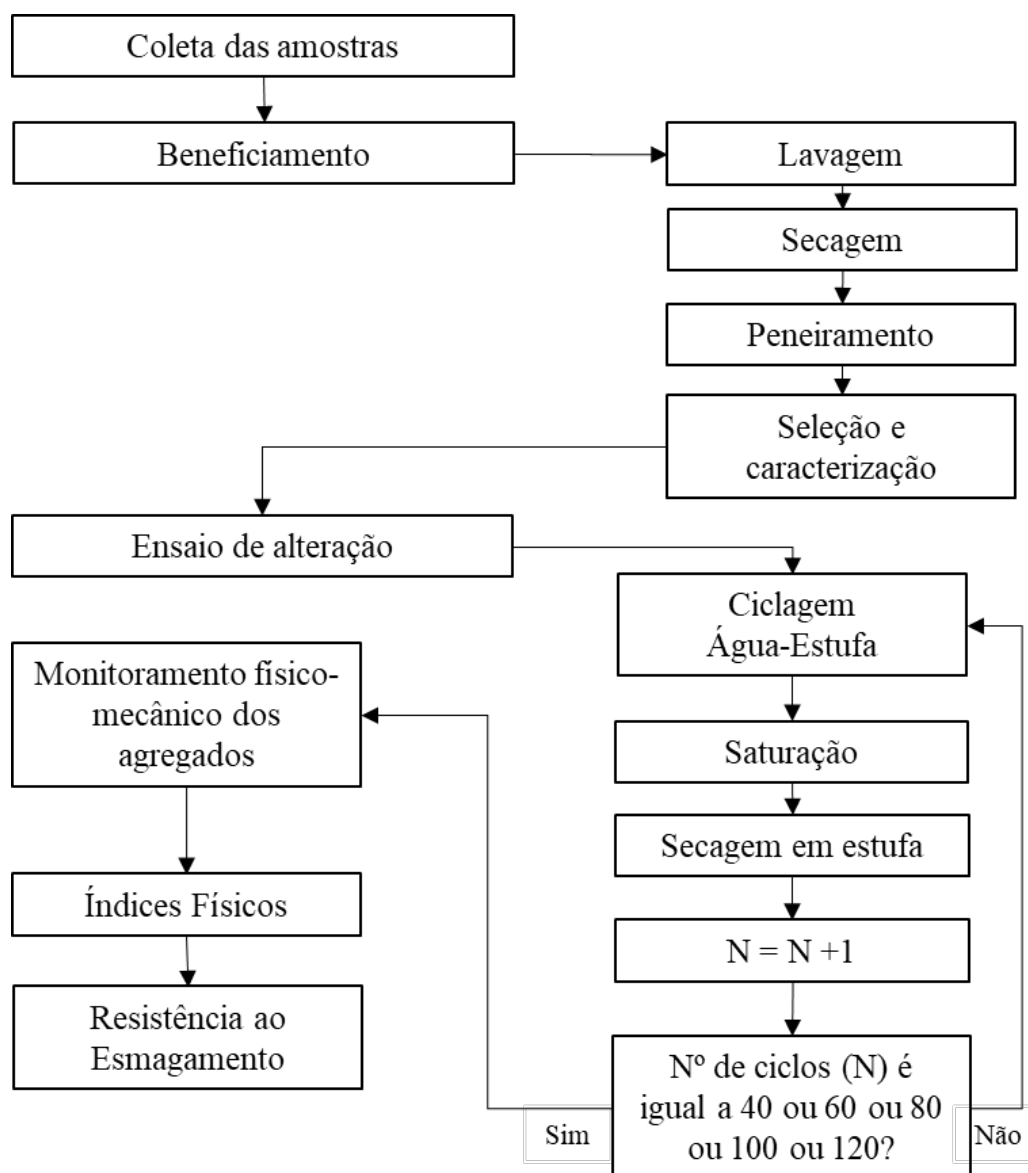 Coleta das amostras
Beneficiamento
Lavagem
Secagem
Peneiramento
Seleção e
caracterização
Ensaio de alteração
Ciclagem
Água-Estufa
Saturação
Secagem em estufa
N = N +1
Nº de ciclos (N) é
igual a 40 ou 60 ou 80
ou 100 ou 120?
Sim
Não
Monitoramento físico-
mecânico dos
agregados
Índices Físicos
Resistência ao
Esmagamento